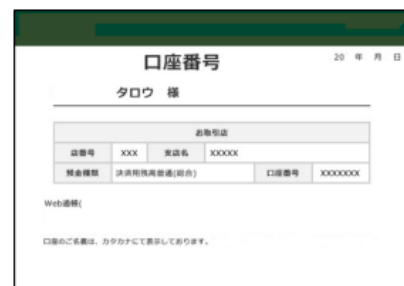 口座番号
20 年 月 日
タロウ 様
お取引店
店番号 XXX 支店名 XXXXX
預金種類 決済用残高普通(総合) 口座番号 XXXXXXX
Web通帳(
口座のご名義は、カタカナにて表示しております。